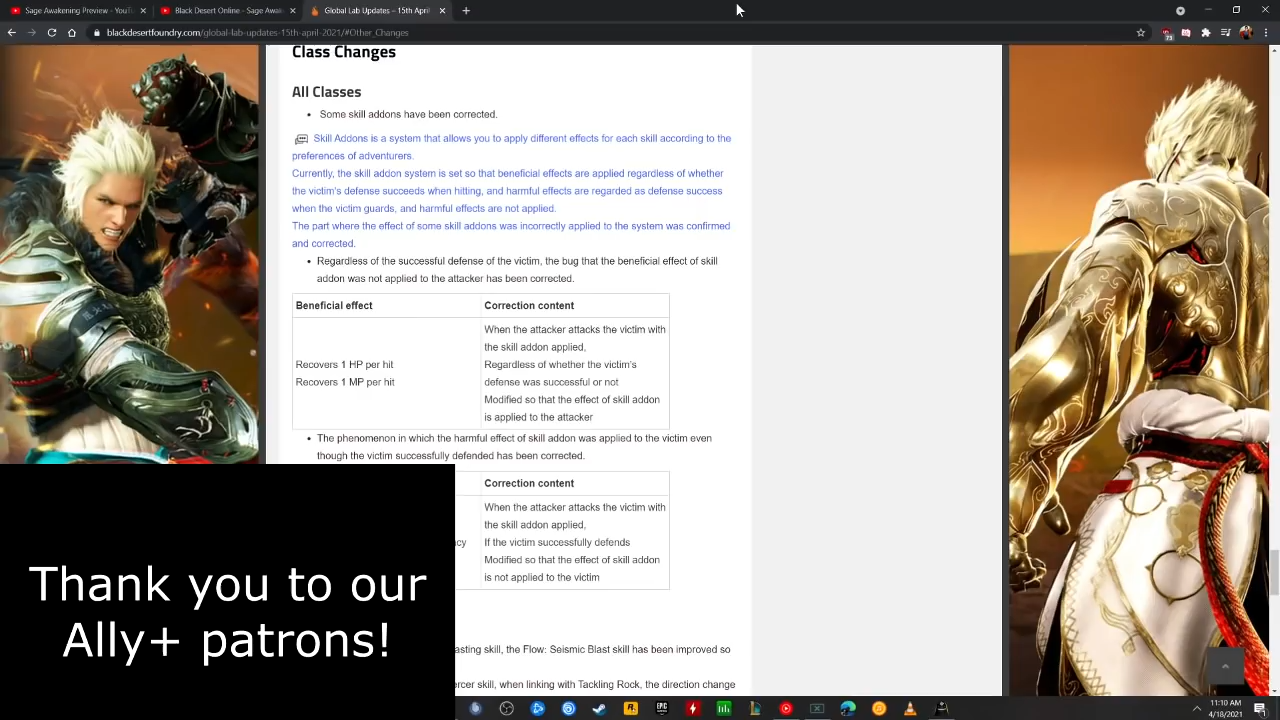 Sage Awakening Preview - YouT
Black Desert Online - Sage Awak
Global Lab Updates - 15th April
blackdesertfoundry.com/global-lab-updates-15th-april-2021/#Other_Changes
Class Changes
All Classes
Some skill addons have been corrected.
Skill Addons is a system that allows you to apply different effects for each skill according to the
preferences of adventurers.
Currently, the skill addon system is set so that beneficial effects are applied regardless of whether
the victim's defense succeeds when hitting, and harmful effects are regarded as defense success
when the victim guards, and harmful effects are not applied.
The part where the effect of some skill addons was incorrectly applied to the system was confirmed
and corrected.
Regardless of the successful defense of the victim, the bug that the beneficial effect of skill
addon was not applied to the attacker has been corrected.
Beneficial effect
Correction content
Recovers 1 HP per hit
Recovers 1 MP per hit
When the attacker attacks the victim with
the skill addon applied,
Regardless of whether the victim's
defense was successful or not
Modified so that the effect of skill addon
is applied to the attacker
The phenomenon in which the harmful effect of skill addon was applied to the victim even
though the victim successfully defended has been corrected.
Correction content
When the attacker attacks the victim with
the skill addon applied,
If the victim successfully defends
Modified so that the effect of skill addon
is not applied to the victim
asting skill, the Flow: Seismic Blast skill has been improved so
ercer skill, when linking with Tackling Rock, the direction change
Thank you to our
Ally+ patrons!
EPIC
11:10 AM
4/18/2021